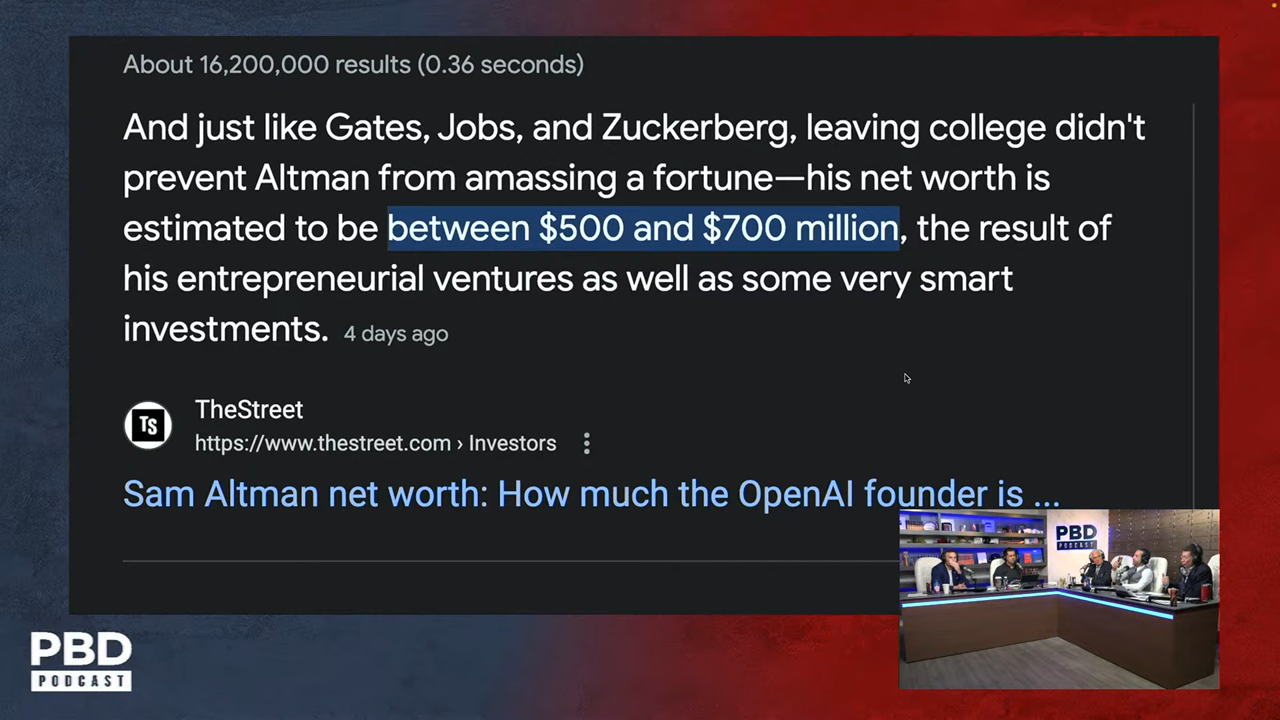 About 16,200,000 results (0.36 seconds)
And just like Gates, Jobs, and Zuckerberg, leaving college didn't
prevent Altman from amassing a fortune—his net worth is
estimated to be between $500 and $700 million, the result of
his entrepreneurial ventures as well as some very smart
investments. 4 days ago
TS
TheStreet
https://www.thestreet.com › Investors
Sam Altman net worth: How much the OpenAI founder is ...
PBD
PODCAST
PBD
PODCAST